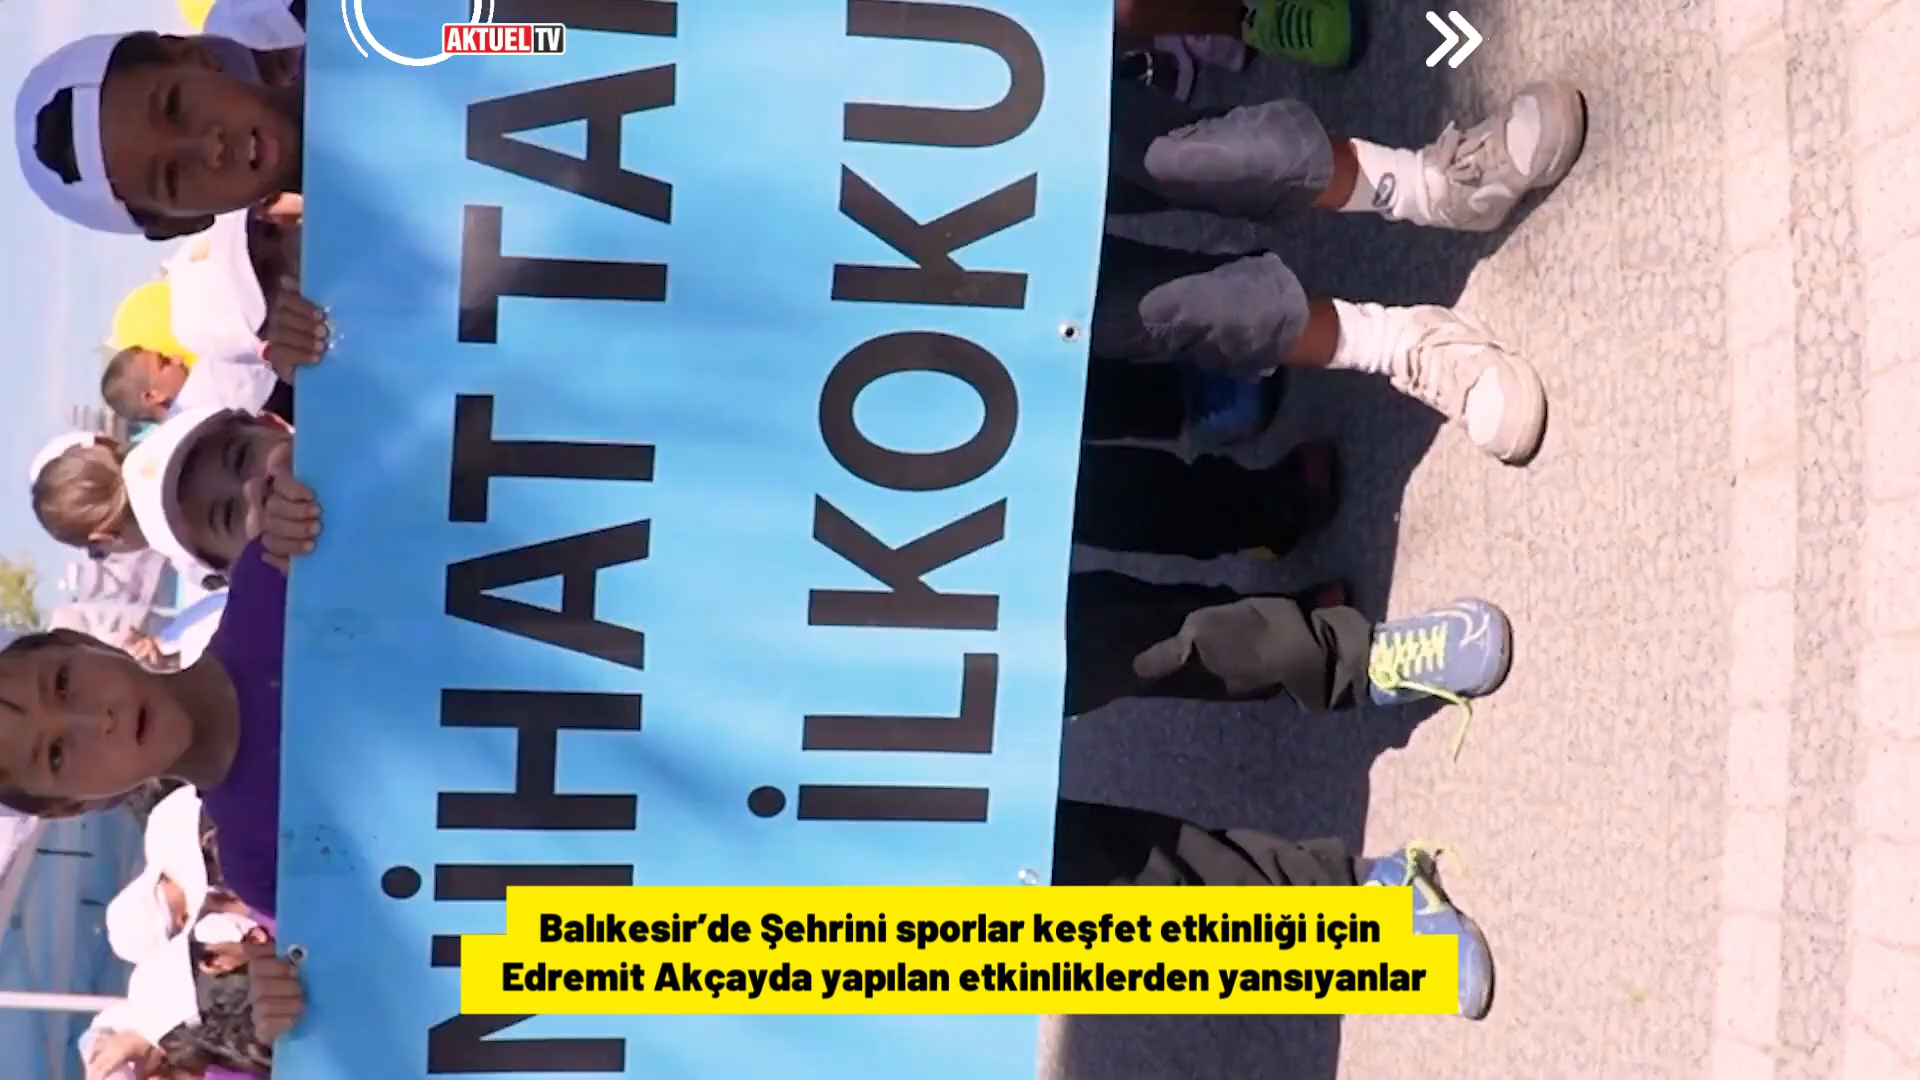 AKTUEL TV
NİHAT TA
İLKOKU
Balıkesir’de Şehrini sporlar keşfet etkinliği için
Edremit Akçayda yapılan etkinliklerden yansıyanlar